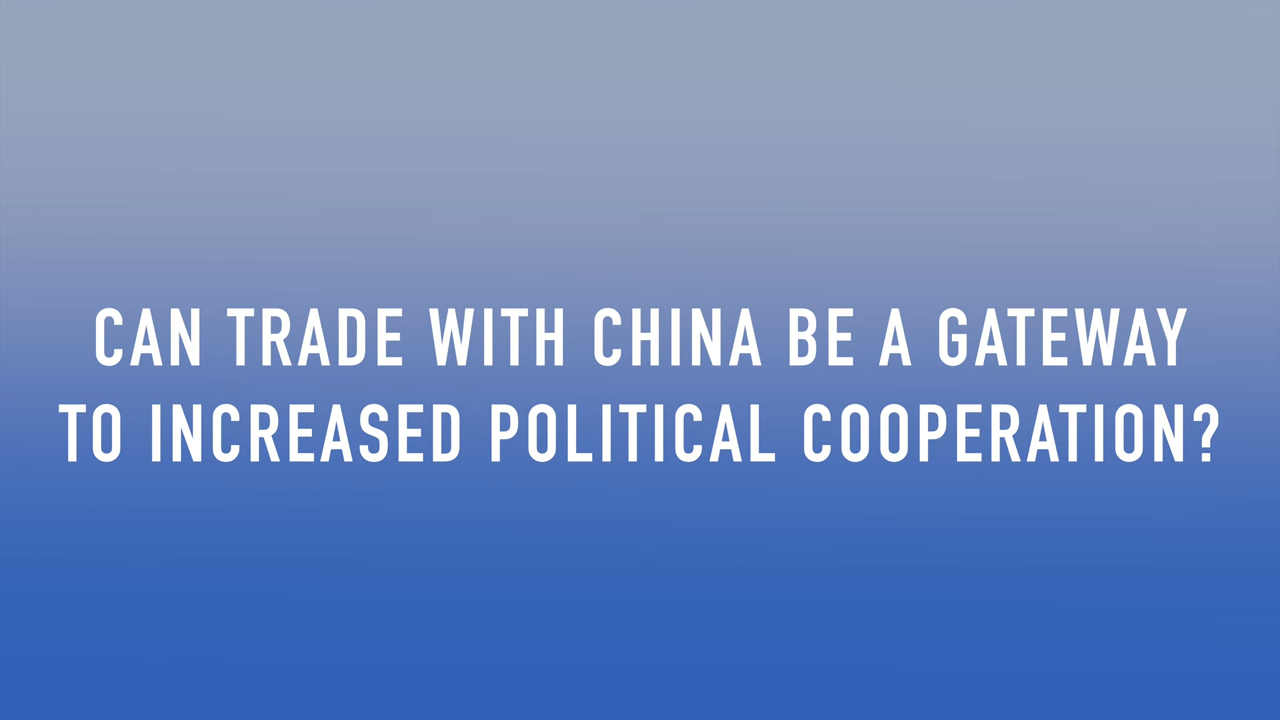 CAN TRADE WITH CHINA BE A GATEWAY
TO INCREASED POLITICAL COOPERATION?